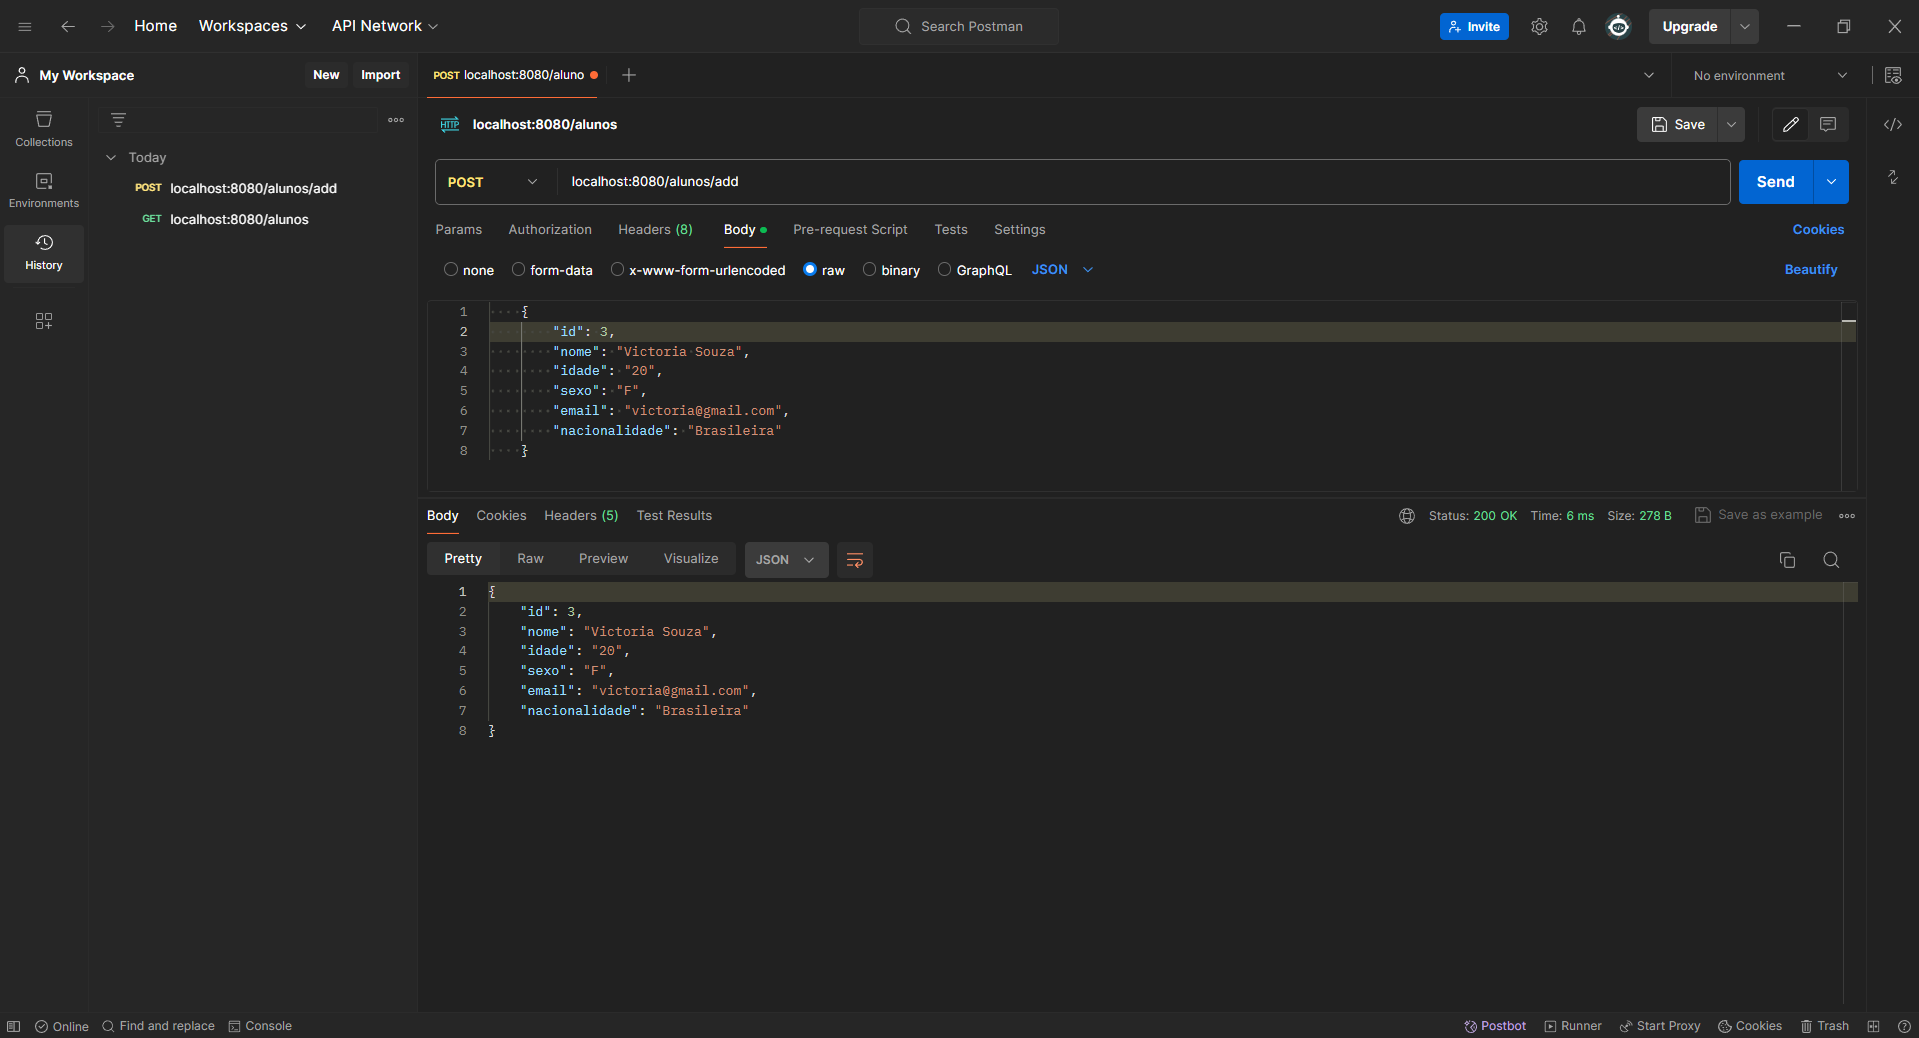 Home Workspaces API Network Search Postman Invite Upgrade
My Workspace New Import POST localhost:8080/aluno No environment
Collections
Environments
History
Today
POST localhost:8080/alunos/add
GET localhost:8080/alunos
HTTP localhost:8080/alunos Save
POST localhost:8080/alunos/add Send
Params Authorization Headers (8) Body Pre-request Script Tests Settings Cookies
none form-data x-www-form-urlencoded raw binary GraphQL JSON Beautify
1 {
2 "id": 3,
3 "nome": "Victoria Souza",
4 "idade": "20",
5 "sexo": "F",
6 "email": "victoria@gmail.com",
7 "nacionalidade": "Brasileira"
8 }
Body Cookies Headers (5) Test Results Status: 200 OK Time: 6 ms Size: 278 B Save as example
Pretty Raw Preview Visualize JSON
1 {
2 "id": 3,
3 "nome": "Victoria Souza",
4 "idade": "20",
5 "sexo": "F",
6 "email": "victoria@gmail.com",
7 "nacionalidade": "Brasileira"
8 }
Online Find and replace Console Postbot Runner Start Proxy Cookies Trash